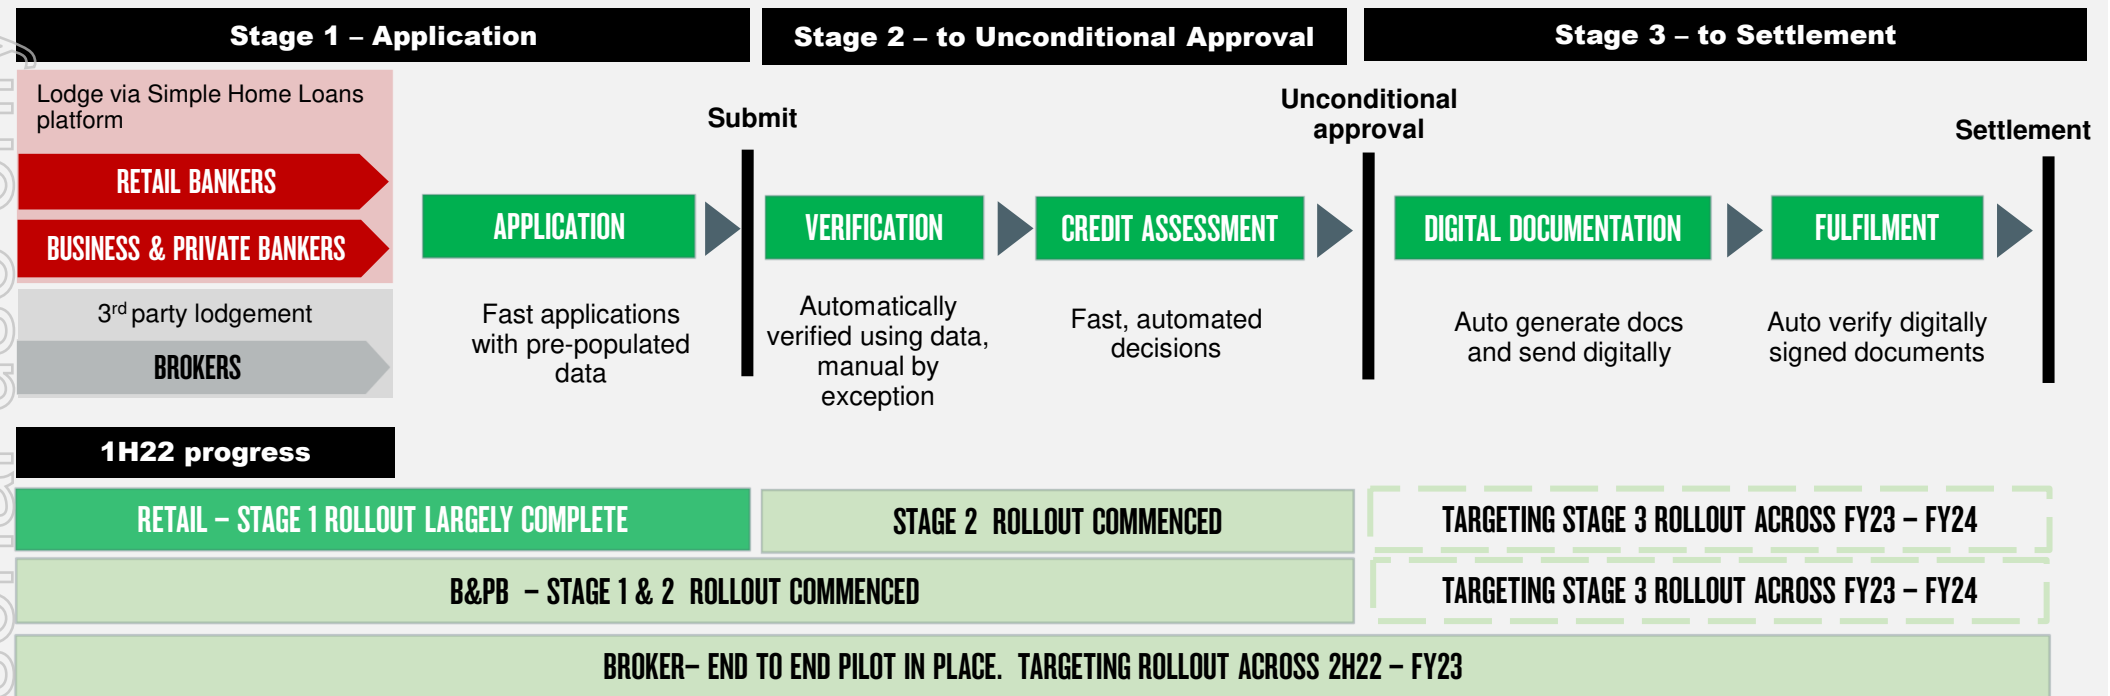 Stage 1 – Application
Stage 2 – to Unconditional Approval
Stage 3 – to Settlement
Lodge via Simple Home Loans
platform
RETAIL BANKERS
BUSINESS & PRIVATE BANKERS
3rd party lodgement
BROKERS
APPLICATION
Fast applications
with pre-populated
data
Submit
VERIFICATION
Automatically
verified using data,
manual by
exception
CREDIT ASSESSMENT
Fast, automated
decisions
Unconditional
approval
DIGITAL DOCUMENTATION
Auto generate docs
and send digitally
FULFILMENT
Auto verify digitally
signed documents
Settlement
1H22 progress
RETAIL – STAGE 1 ROLLOUT LARGELY COMPLETE
STAGE 2 ROLLOUT COMMENCED
TARGETING STAGE 3 ROLLOUT ACROSS FY23 – FY24
B&PB – STAGE 1 & 2 ROLLOUT COMMENCED
TARGETING STAGE 3 ROLLOUT ACROSS FY23 – FY24
BROKER– END TO END PILOT IN PLACE. TARGETING ROLLOUT ACROSS 2H22 – FY23